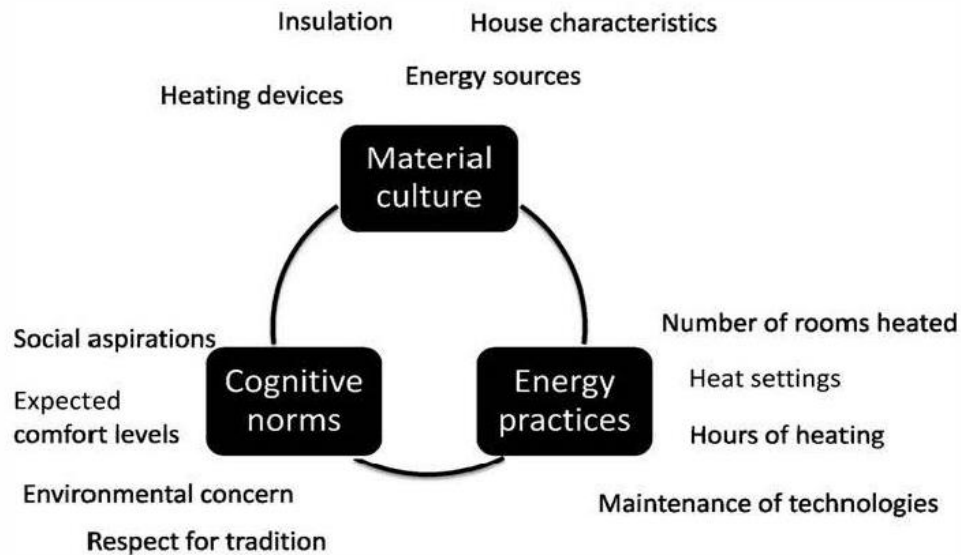 Insulation
House characteristics
Energy sources
Heating devices
Material
culture
Social aspirations
Expected
comfort levels
Environmental concern
Respect for tradition
Cognitive
norms
Energy
practices
Number of rooms heated
Heat settings
Hours of heating
Maintenance of technologies